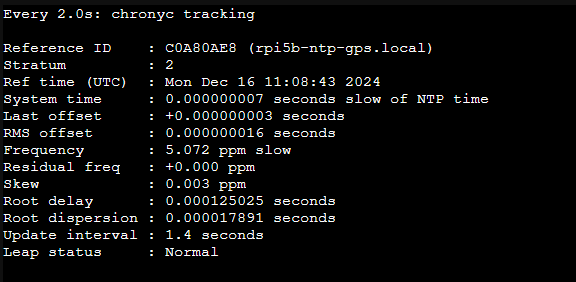 Every 2.0s: chronyc tracking
Reference ID    : C0A80AE8 (rpi5b-ntp-gps.local)
Stratum         : 2
Ref time (UTC)  : Mon Dec 16 11:08:43 2024
System time     : 0.000000007 seconds slow of NTP time
Last offset     : +0.000000003 seconds
RMS offset      : 0.000000016 seconds
Frequency       : 5.072 ppm slow
Residual freq   : +0.000 ppm
Skew            : 0.003 ppm
Root delay      : 0.000125025 seconds
Root dispersion : 0.000017891 seconds
Update interval : 1.4 seconds
Leap status     : Normal